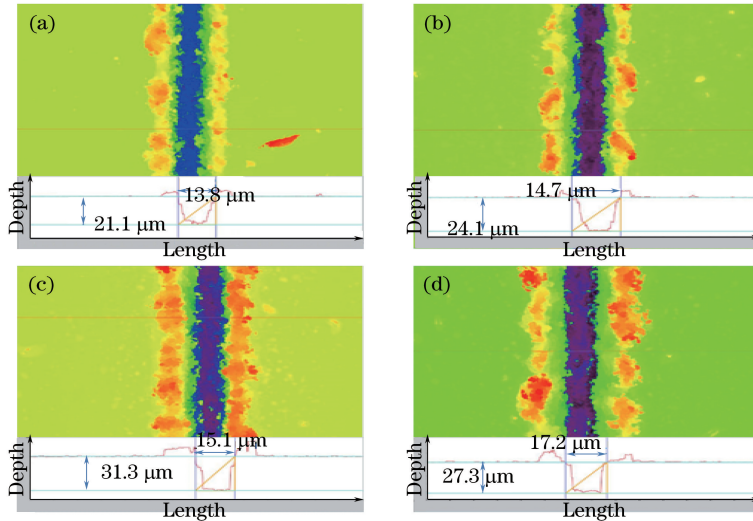 (a)
13.8 μm
21.1 μm
Depth
Length
(b)
14.7 μm
24.1 μm
Depth
Length
(c)
15.1 μm
31.3 μm
Depth
Length
(d)
17.2 μm
27.3 μm
Depth
Length